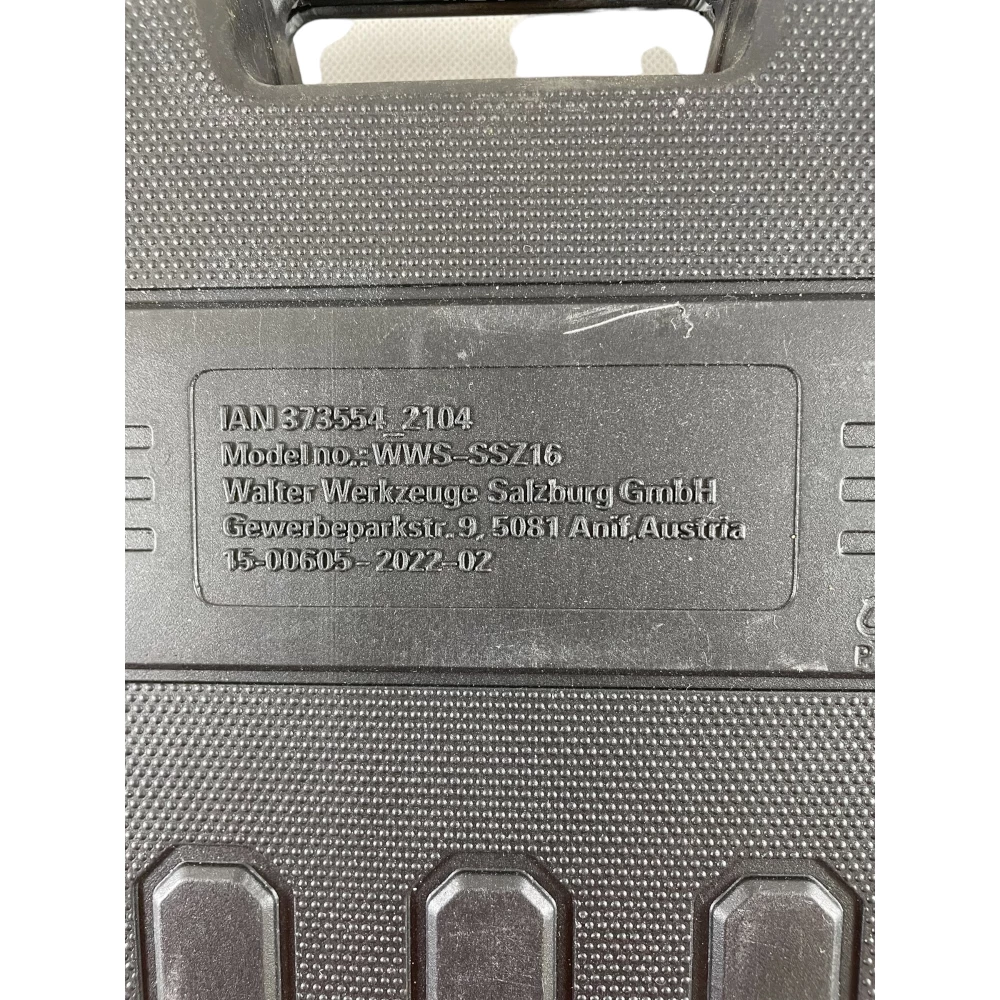 IAN 373554_2104
Model no.: WWS-SSZ16
Walter Werkzeuge Salzburg GmbH
Gewerbeparkstr. 9, 5081 Anif, Austria
15-00605- 2022-02